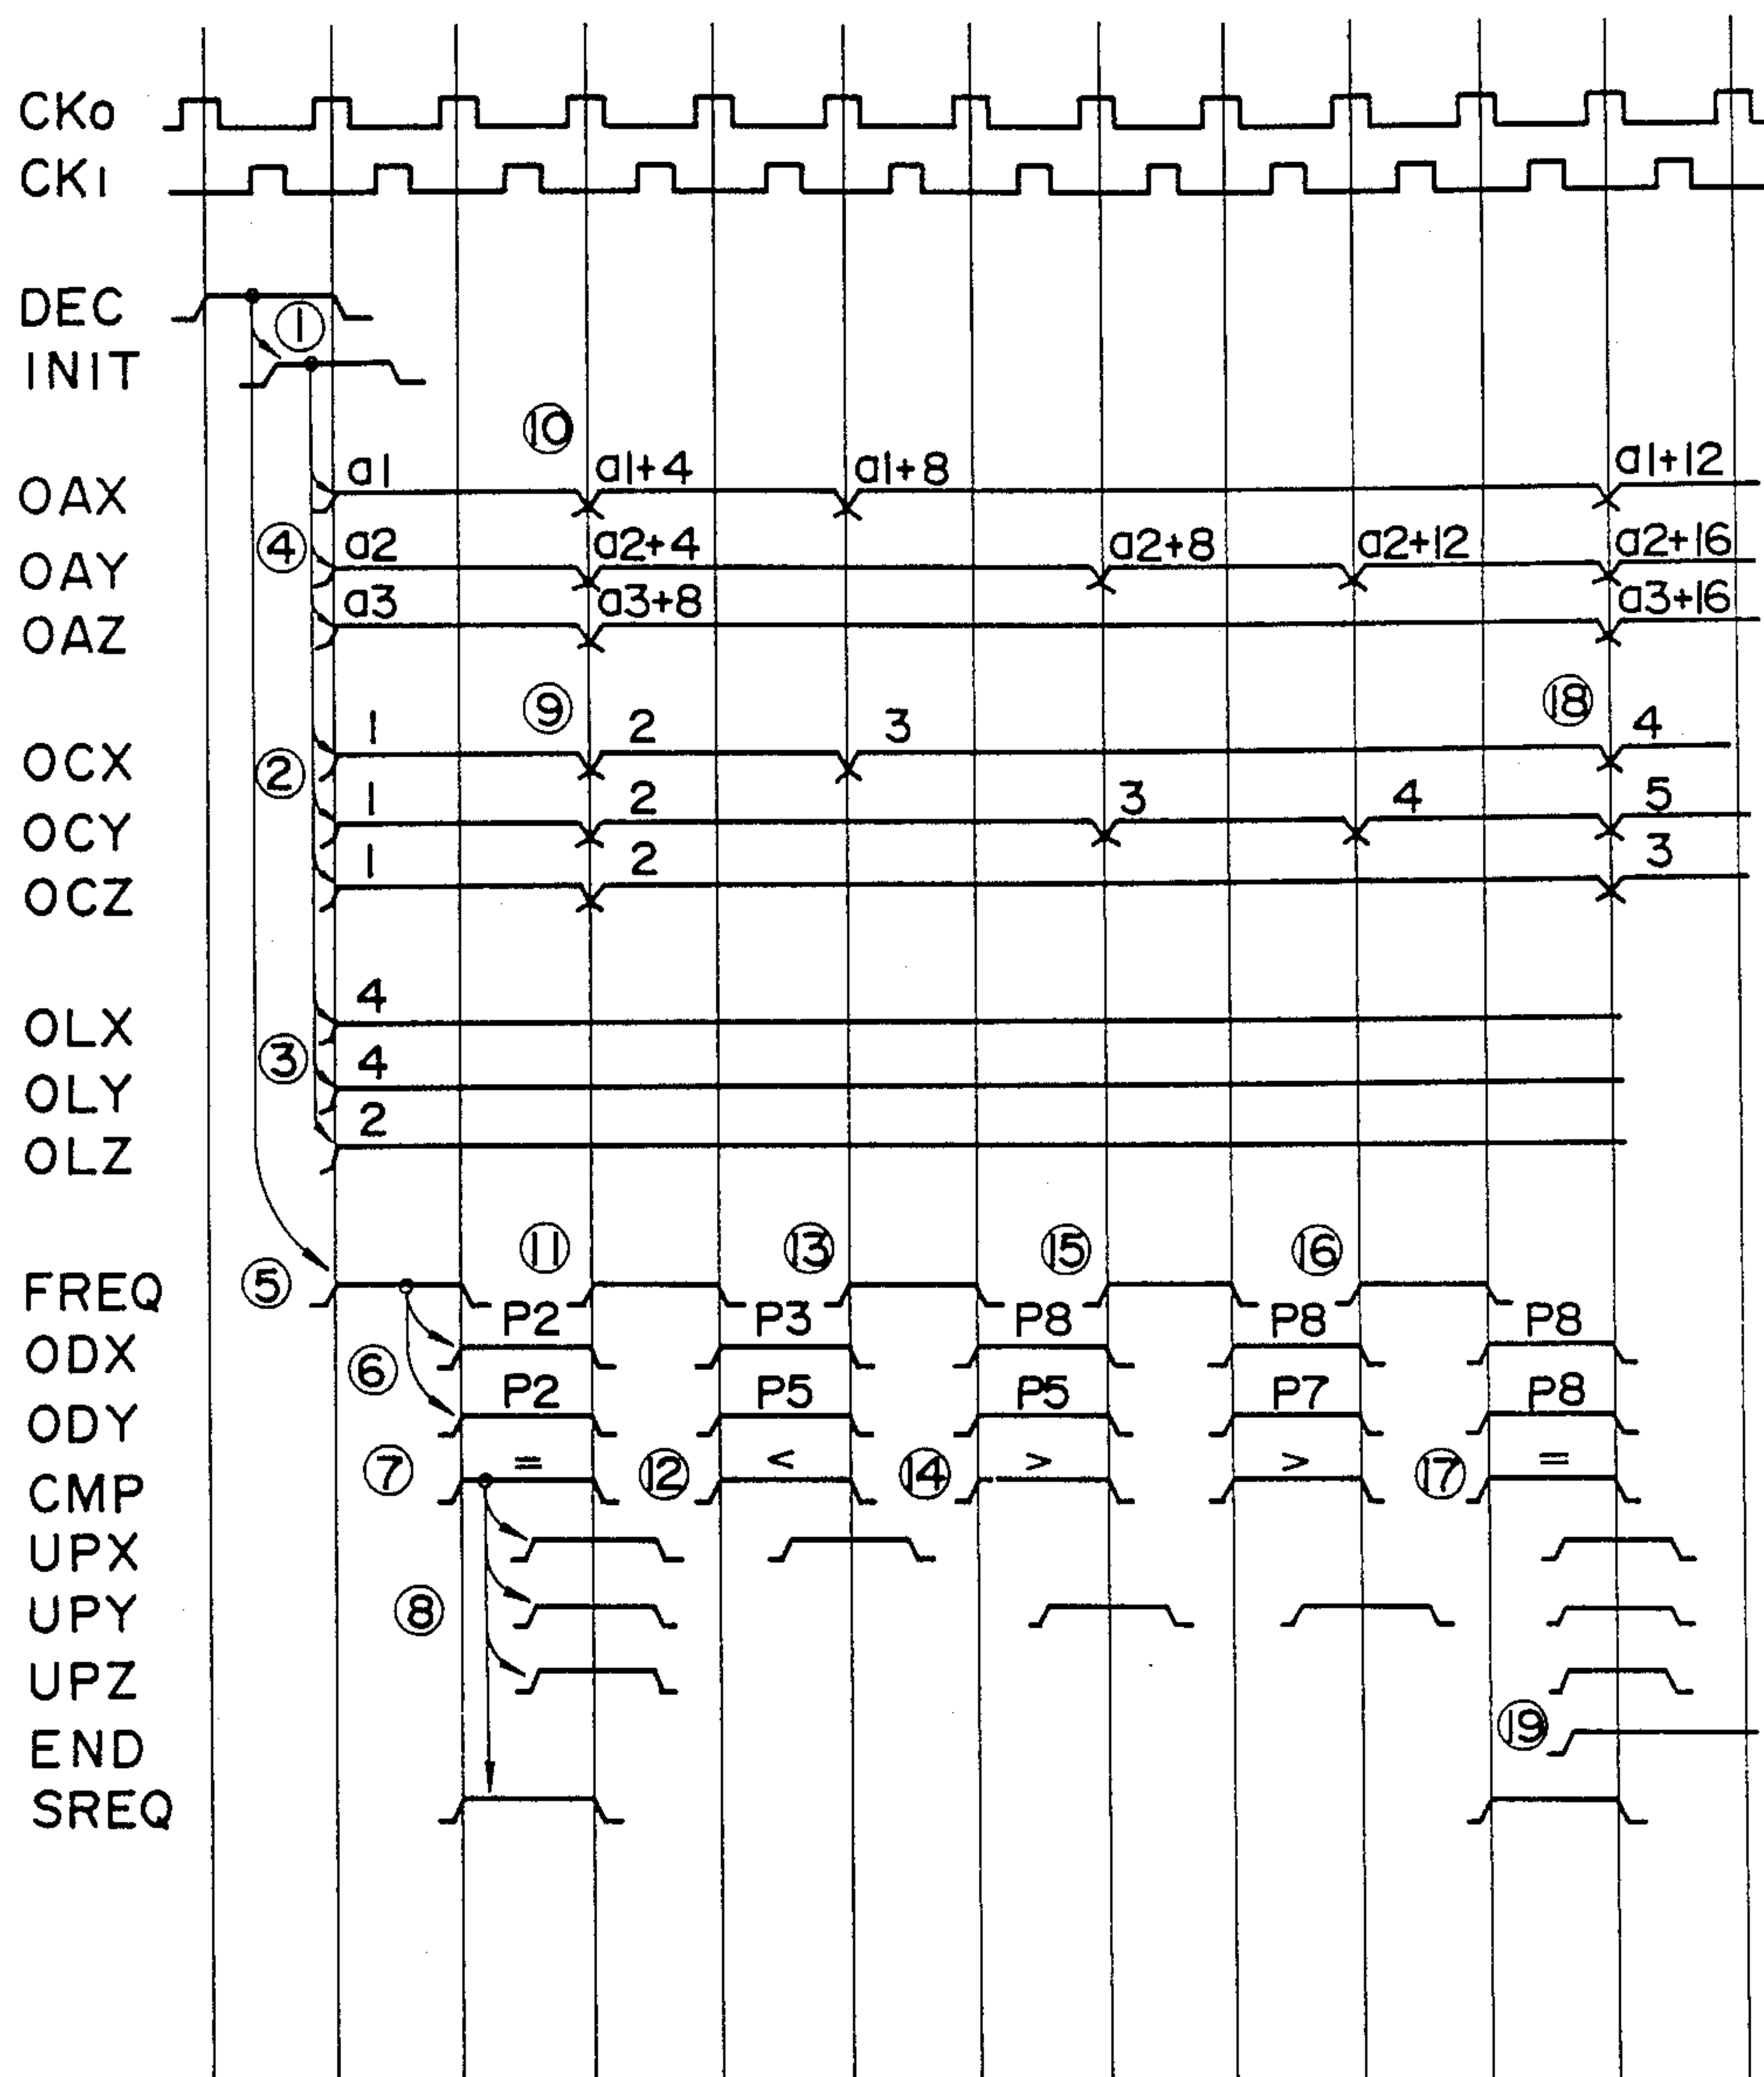 CK0
CK1
DEC
①
INIT
⑩
OAX a1 a1+4 a1+8 a1+12
④
OAY a2 a2+4 a2+8 a2+12 a2+16
OAZ a3 a3+8 a3+16
⑨ ⑱
OCX 1 2 3 4
②
OCY 1 2 3 4 5
OCZ 1 2 3
OLX 4
③
OLY 4
OLZ 2
⑪ ⑬ ⑮ ⑯
FREQ ⑤
ODX P2 P3 P8 P8 P8
⑥
ODY P2 P5 P5 P7 P8
CMP ⑦ = ⑫ < ⑭ > > ⑰ =
UPX
UPY ⑧
UPZ
END ⑲
SREQ